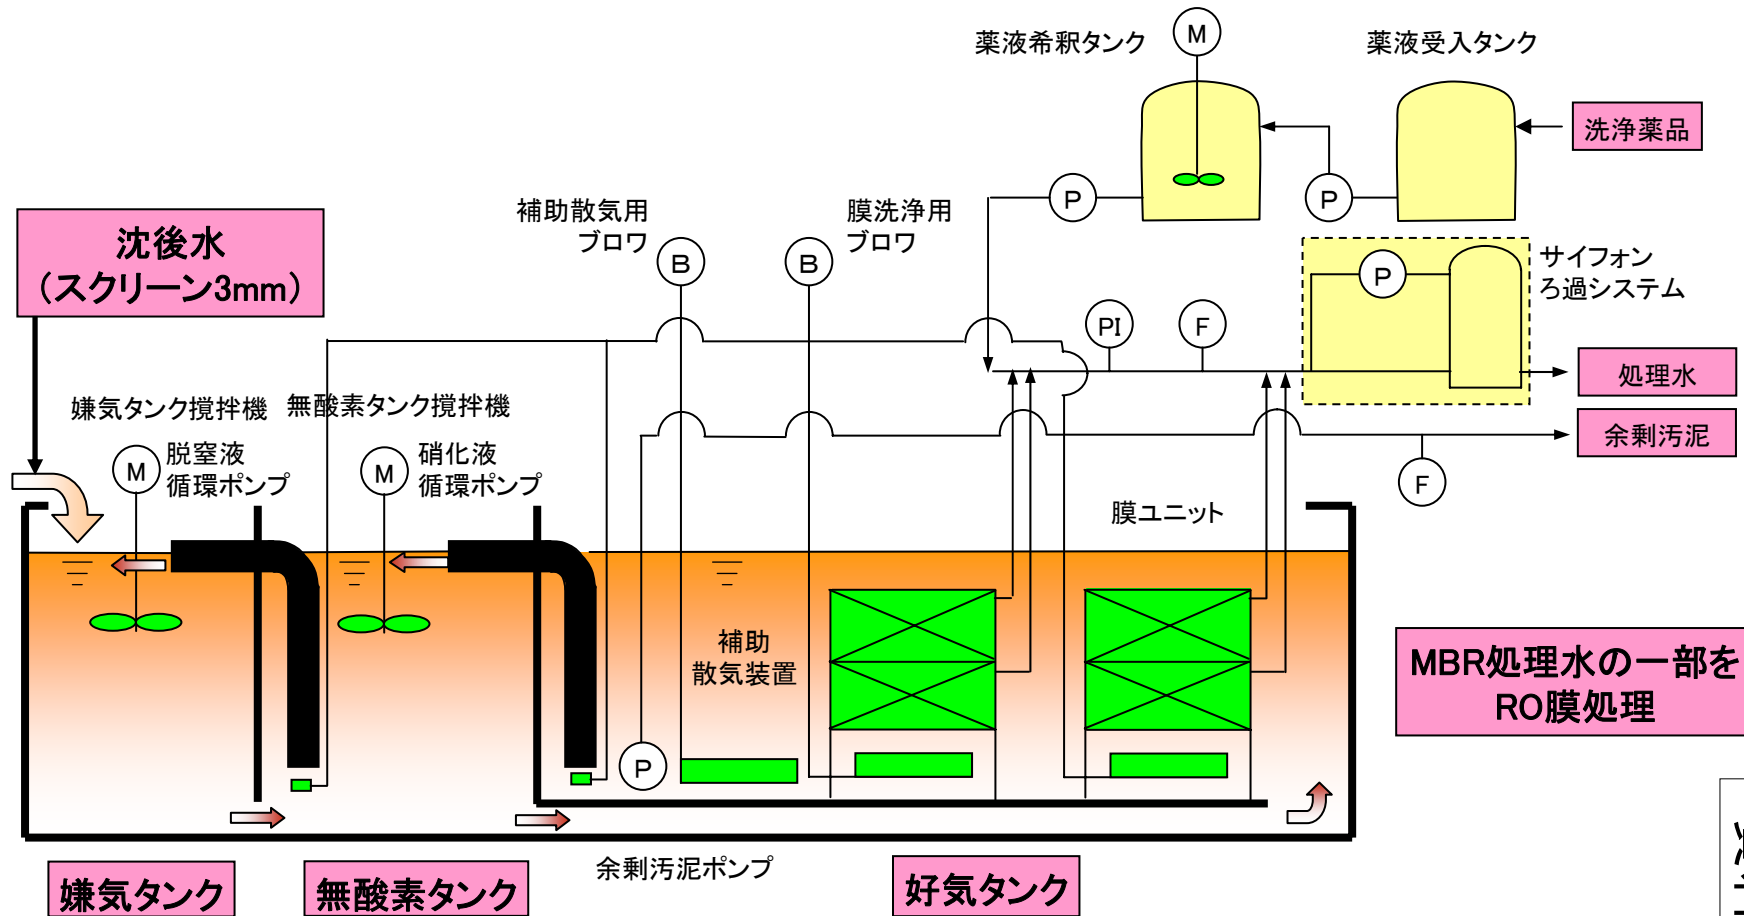 薬液希釈タンク
M
薬液受入タンク
洗浄薬品
P
P
沈後水
（スクリーン3mm）
補助散気用
ブロワ
B
膜洗浄用
ブロワ
B
サイフォン
ろ過システム
P
PI
F
処理水
余剰汚泥
F
嫌気タンク撹拌機
無酸素タンク撹拌機
M
脱窒液
循環ポンプ
M
硝化液
循環ポンプ
膜ユニット
補助
散気装置
P
MBR処理水の一部を
RO膜処理
余剰汚泥ポンプ
嫌気タンク
無酸素タンク
好気タンク